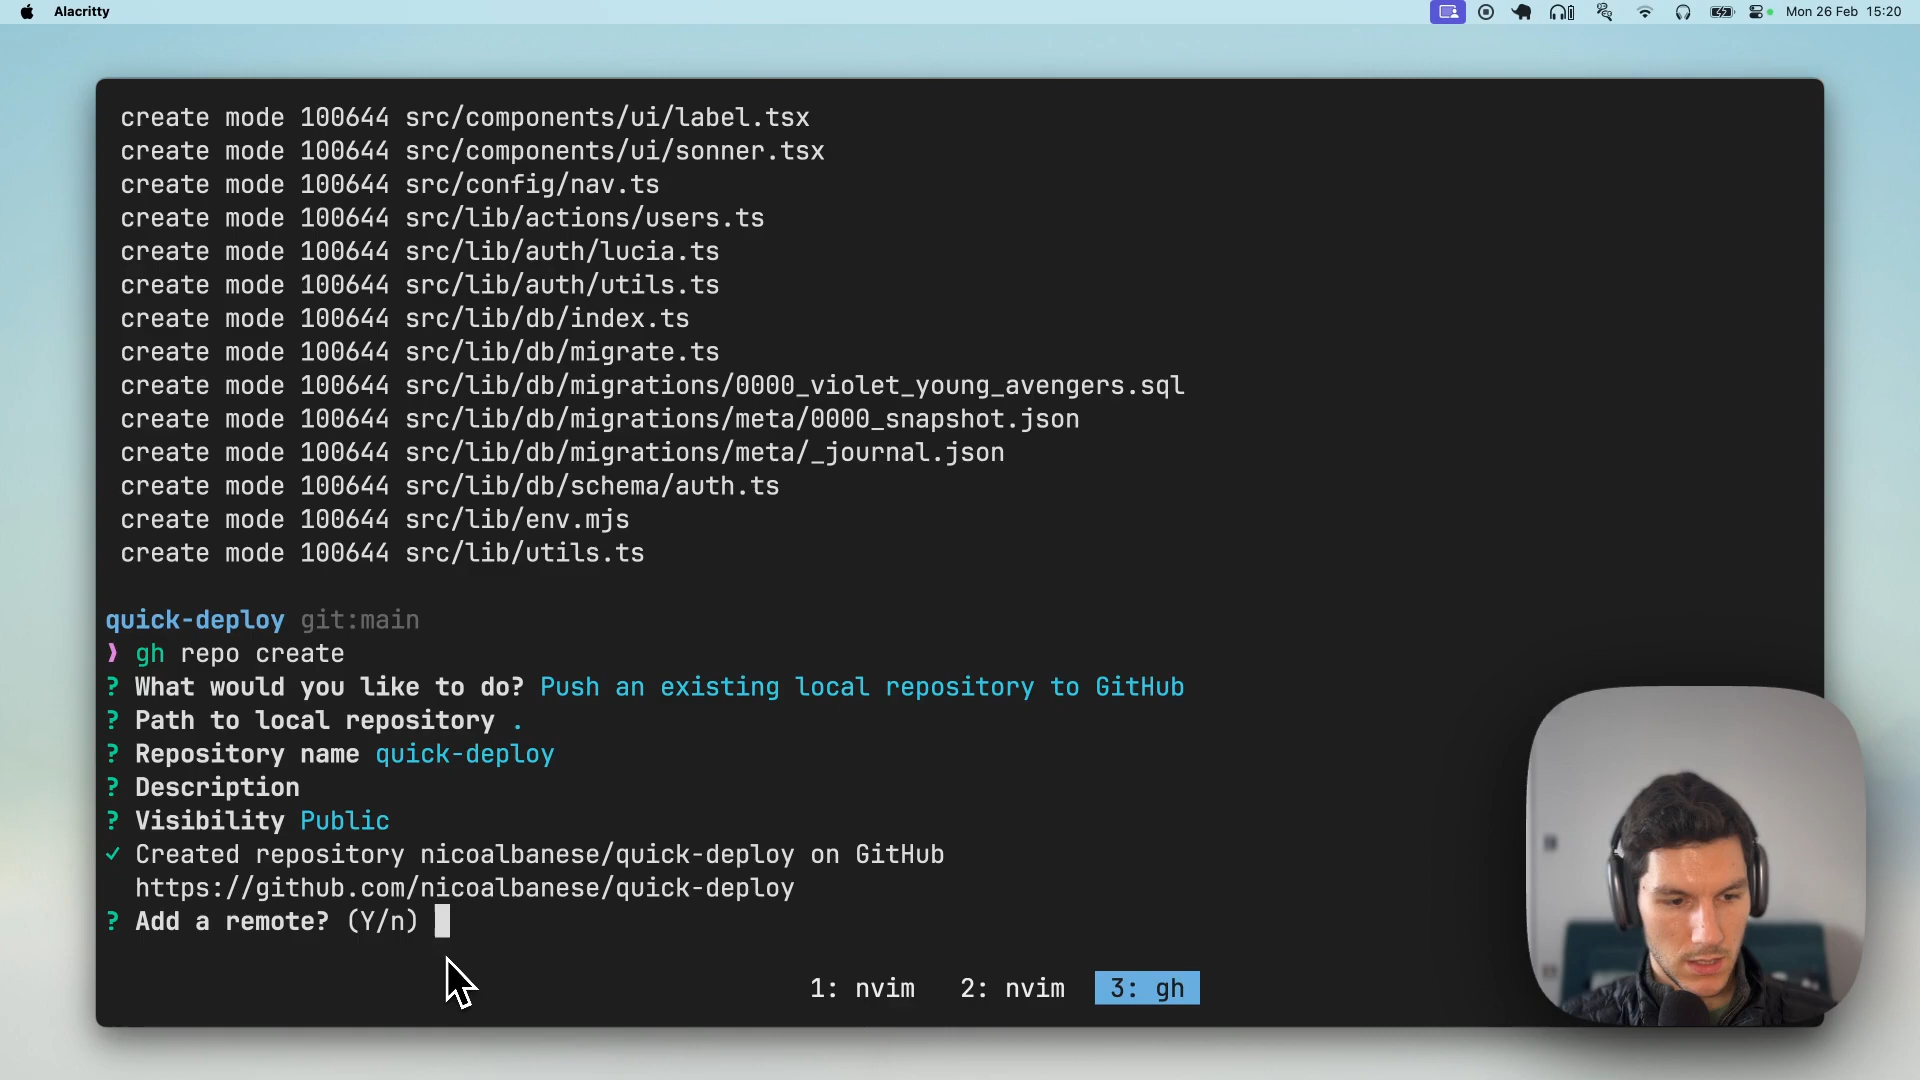 Alacritty
Mon 26 Feb 15:20
create mode 100644 src/components/ui/label.tsx
create mode 100644 src/components/ui/sonner.tsx
create mode 100644 src/config/nav.ts
create mode 100644 src/lib/actions/users.ts
create mode 100644 src/lib/auth/lucia.ts
create mode 100644 src/lib/auth/utils.ts
create mode 100644 src/lib/db/index.ts
create mode 100644 src/lib/db/migrate.ts
create mode 100644 src/lib/db/migrations/0000_violet_young_avengers.sql
create mode 100644 src/lib/db/migrations/meta/0000_snapshot.json
create mode 100644 src/lib/db/migrations/meta/_journal.json
create mode 100644 src/lib/db/schema/auth.ts
create mode 100644 src/lib/env.mjs
create mode 100644 src/lib/utils.ts
quick-deploy git:main
❯ gh repo create
? What would you like to do? Push an existing local repository to GitHub
? Path to local repository .
? Repository name quick-deploy
? Description
? Visibility Public
✓ Created repository nicoalbanese/quick-deploy on GitHub
https://github.com/nicoalbanese/quick-deploy
? Add a remote? (Y/n)
1: nvim 2: nvim 3: gh